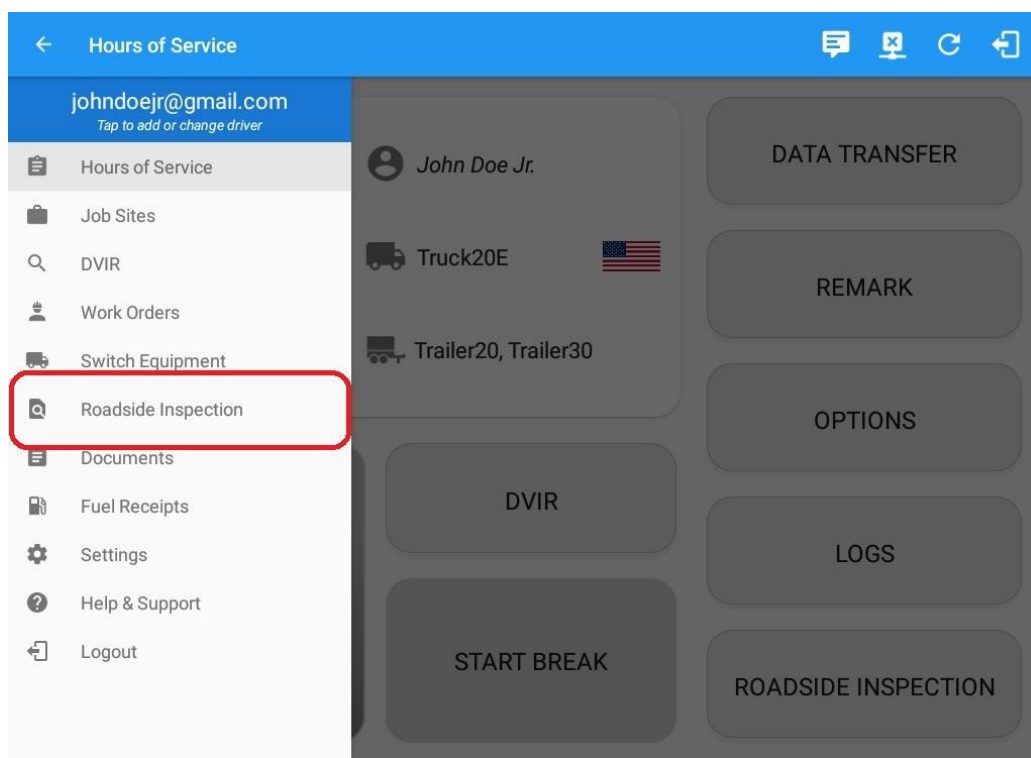 Hours of Service
johndoejr@gmail.com
Tap to add or change driver
Hours of Service
Job Sites
DVIR
Work Orders
Switch Equipment
Roadside Inspection
Documents
Fuel Receipts
Settings
Help & Support
Logout
John Doe Jr.
Truck20E
Trailer20, Trailer30
DVIR
START BREAK
DATA TRANSFER
REMARK
OPTIONS
LOGS
ROADSIDE INSPECTION